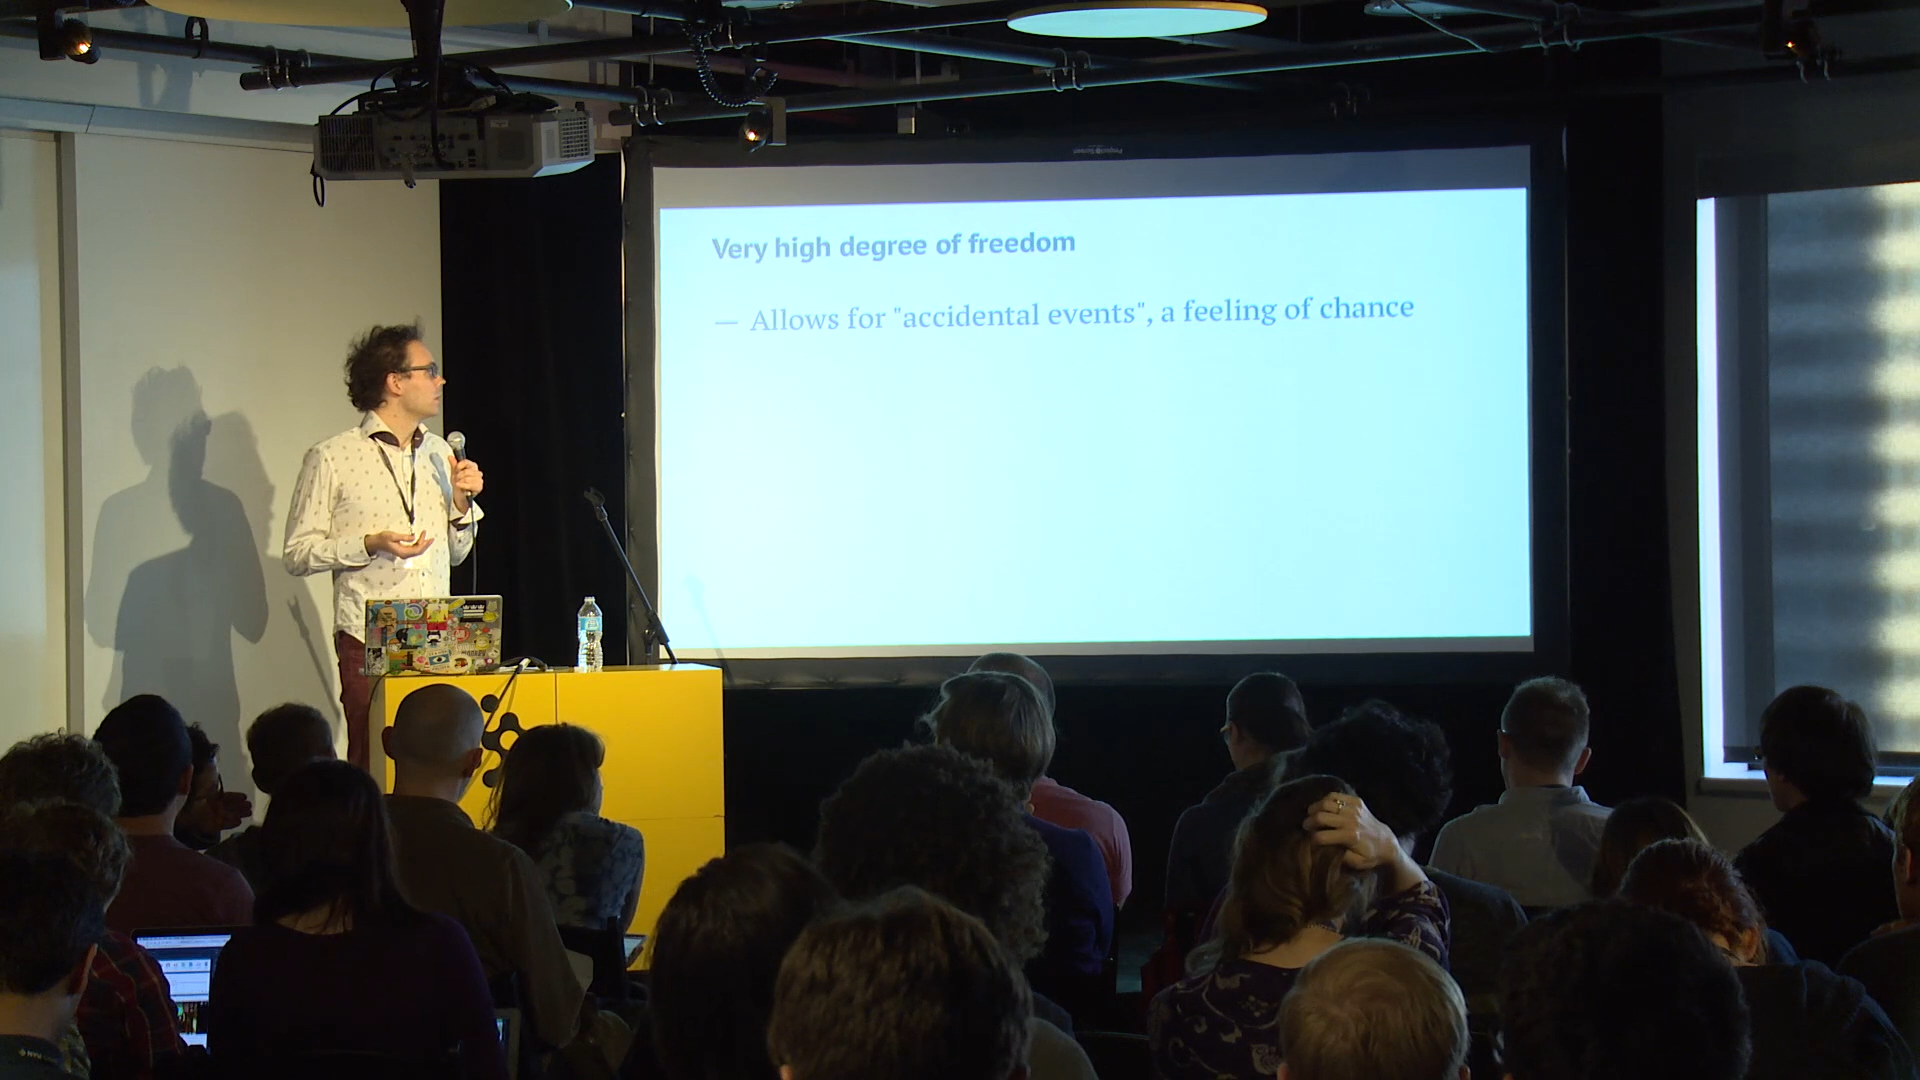 Very high degree of freedom
— Allows for "accidental events", a feeling of chance